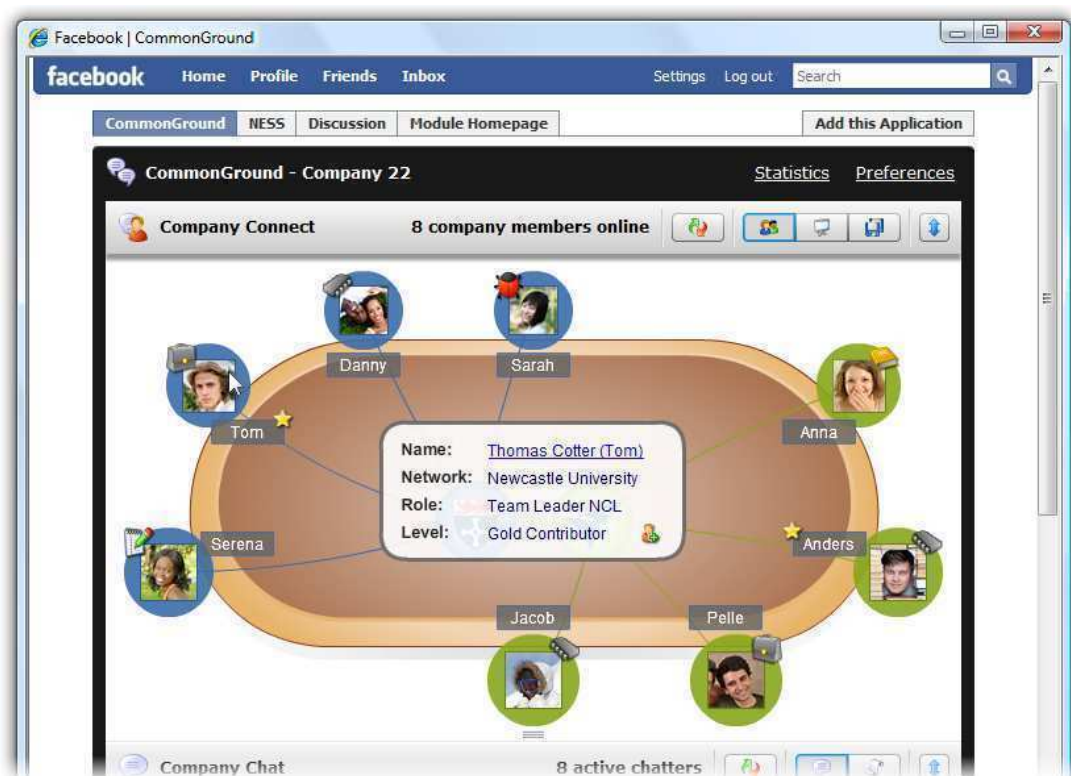 Facebook | CommonGround
facebook Home Profile Friends Inbox Settings Log out Search
CommonGround NESS Discussion Module Homepage Add this Application
CommonGround - Company 22 Statistics Preferences
Company Connect 8 company members online
Danny
Sarah
Tom
Anna
Name: Thomas Cotter (Tom)
Network: Newcastle University
Role: Team Leader NCL
Level: Gold Contributor
Serena
Anders
Jacob
Pelle
Company Chat 8 active chatters